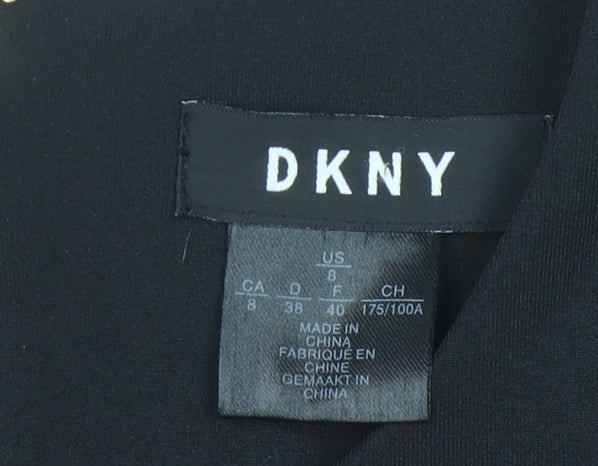 DKNY
US
8
CA D F CH
8 38 40 175/100A
MADE IN
CHINA
FABRIQUÉ EN
CHINE
GEMAAKT IN
CHINA